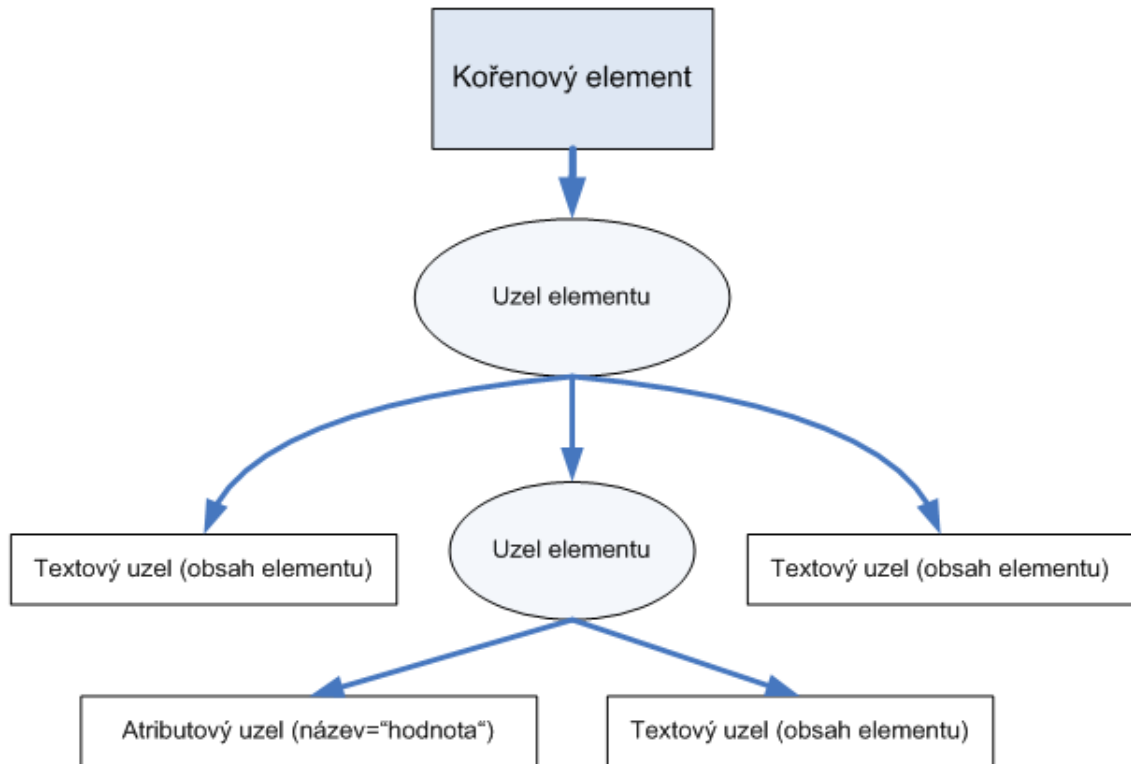 Kořenový element
Uzel elementu
Uzel elementu
Textový uzel (obsah elementu)
Textový uzel (obsah elementu)
Atributový uzel (název=“hodnota“)
Textový uzel (obsah elementu)